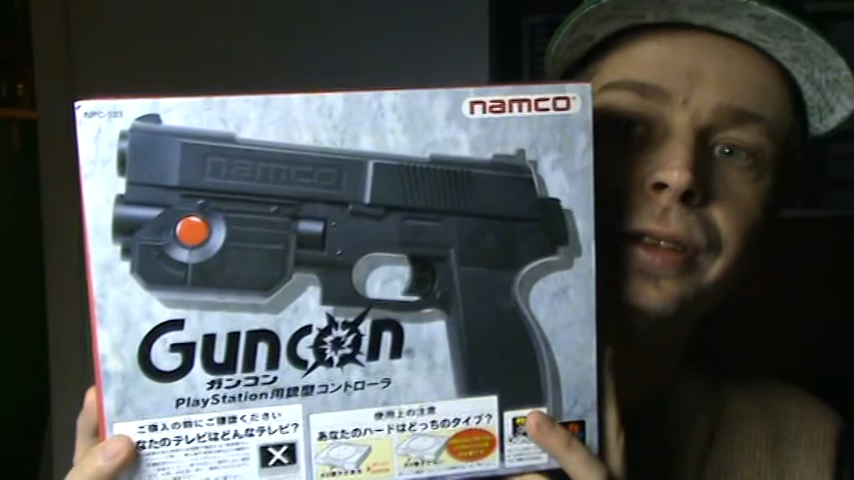 NPC-103
namco
namco
GUNCON
ガンコン
PlayStation用銃型コントローラ
ご購入の前にご確認ください
あなたのテレビはどんなテレビ?
使用上の注意
あなたのハードはどっちのタイプ?